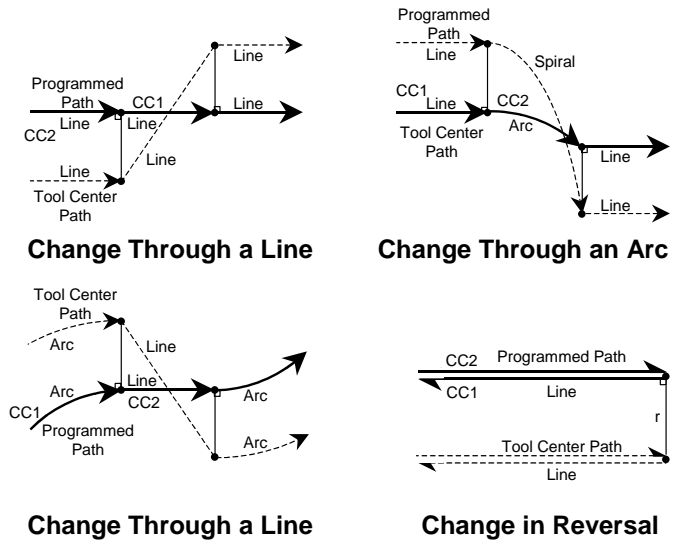 Line
Programmed
Path
CC1
Line
Line
Line
CC2
Line
Line
Tool Center
Path
Change Through a Line
Programmed
Path
Line
Spiral
CC1
Line
CC2
Arc
Tool Center
Path
Line
Line
Change Through an Arc
Tool Center
Path
Arc
Line
Arc
Line
CC1
CC2
Arc
Programmed
Path
Arc
Change Through a Line
CC2
Programmed Path
CC1
Line
r
Tool Center Path
Line
Change in Reversal